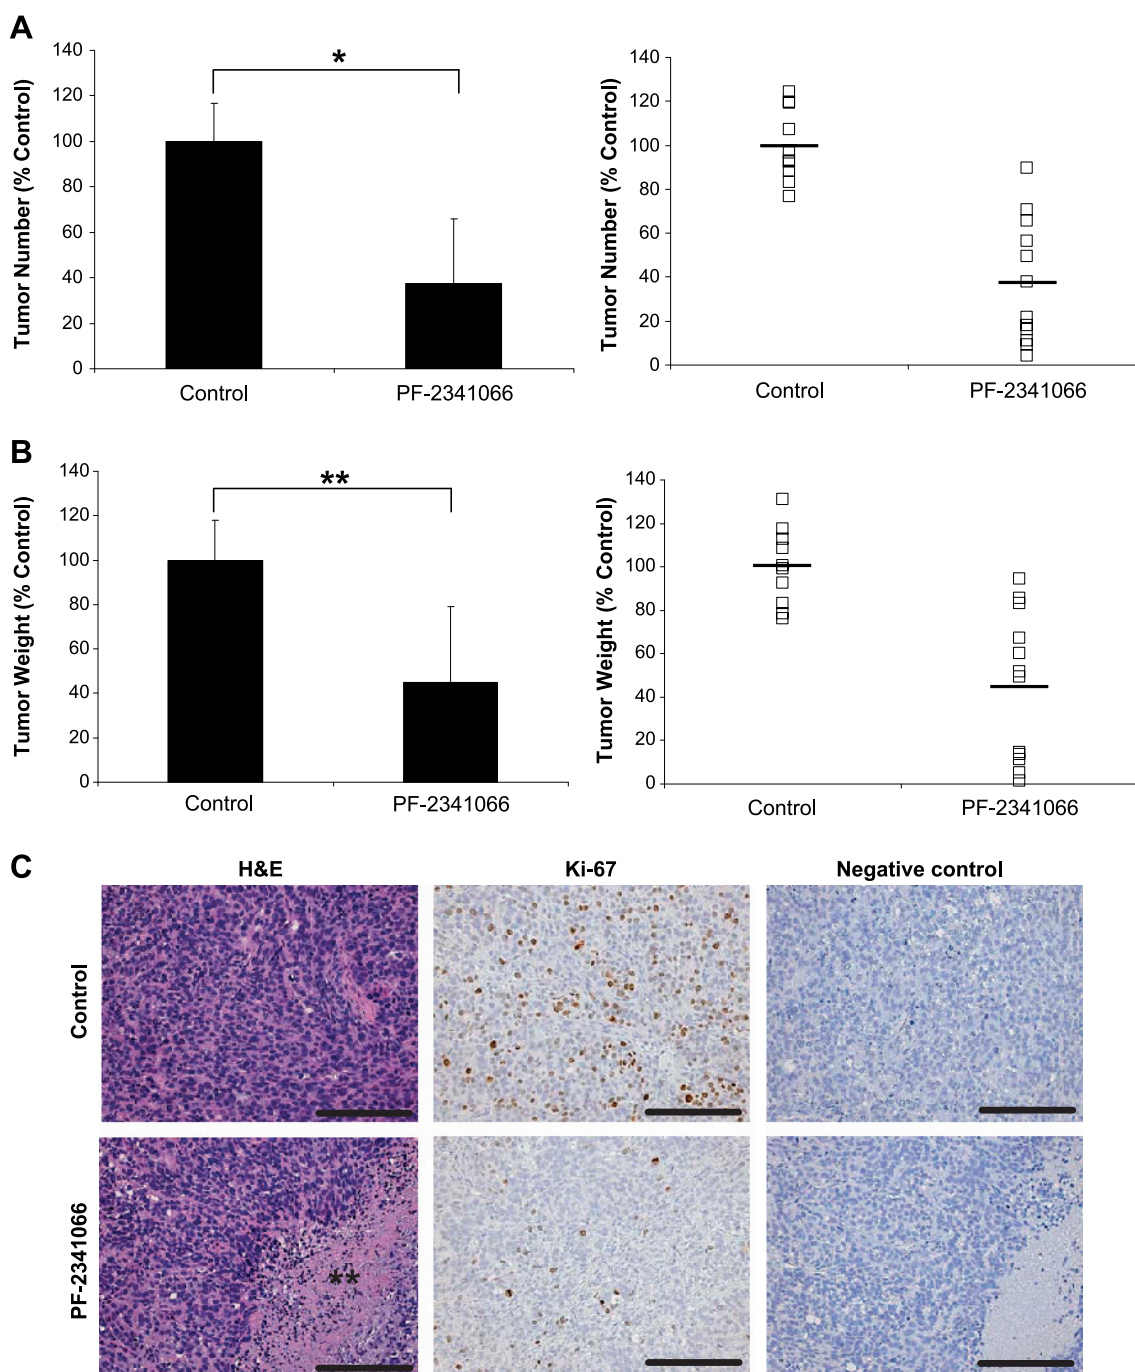 A
Tumor Number (% Control)
140
120
100
80
60
40
20
0
*
Control
PF-2341066
Tumor Number (% Control)
140
120
100
80
60
40
20
0
Control
PF-2341066
B
Tumor Weight (% Control)
140
120
100
80
60
40
20
0
**
Control
PF-2341066
Tumor Weight (% Control)
140
120
100
80
60
40
20
0
Control
PF-2341066
C
H&E
Ki-67
Negative control
Control
PF-2341066
**